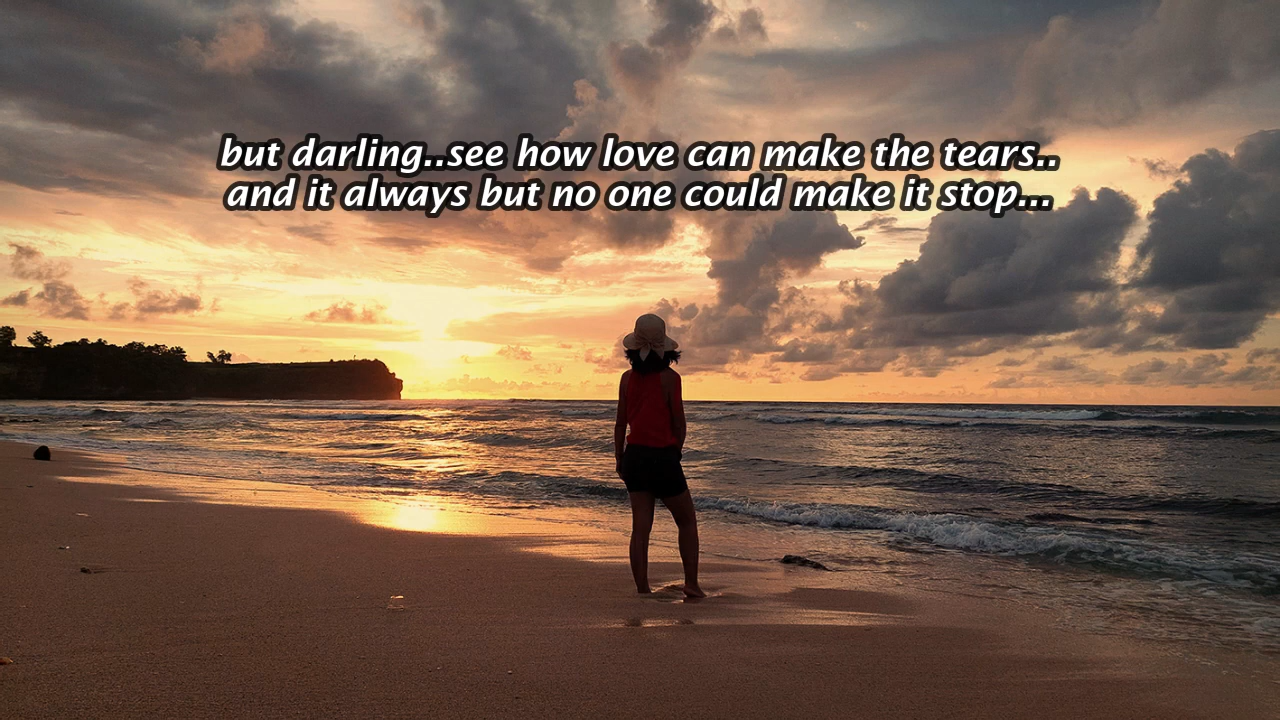 but darling..see how love can make the tears..
and it always but no one could make it stop...